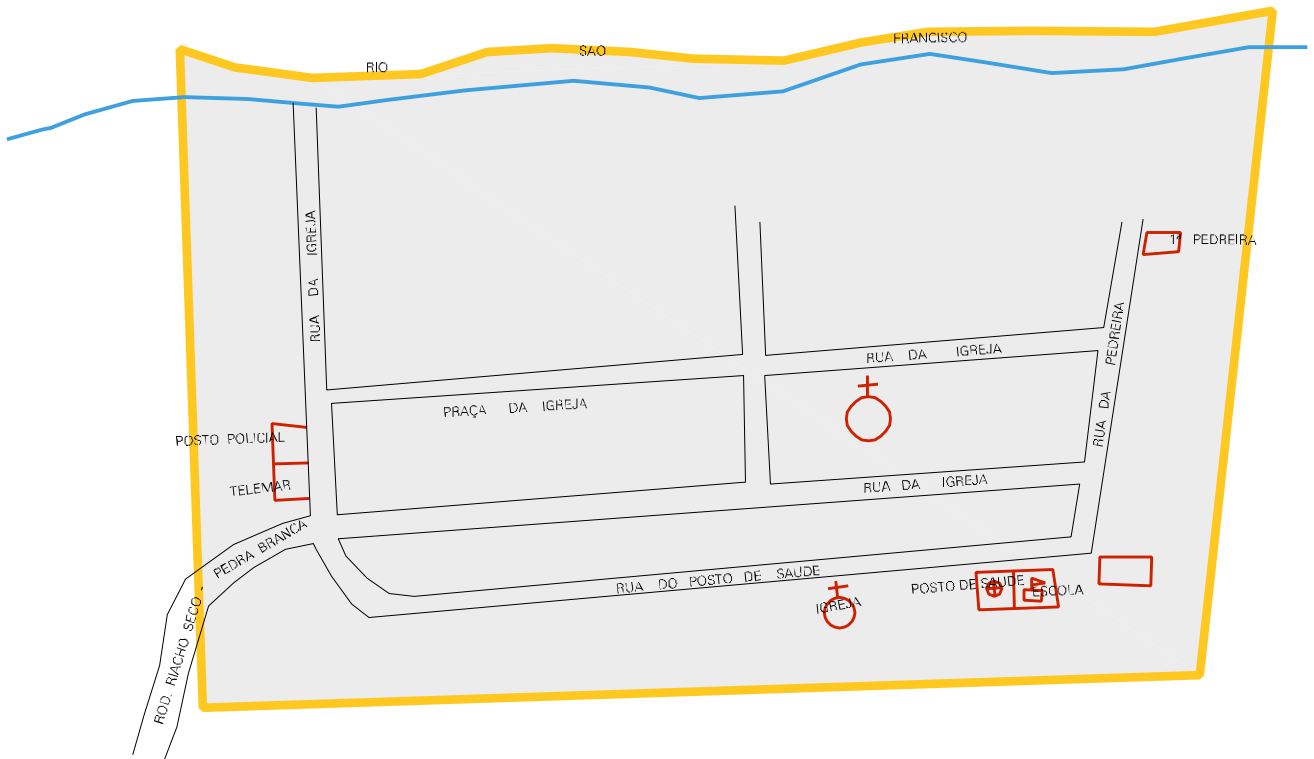 RIO SAO FRANCISCO
RUA DA IGREJA
1ª PEDREIRA
RUA DA PEDREIRA
RUA DA IGREJA
PRAÇA DA IGREJA
POSTO POLICIAL
TELEMAR
RUA DA IGREJA
ROD. RIACHO SECO - PEDRA BRANCA
RUA DO POSTO DE SAUDE
IGREJA
POSTO DE SAUDE
ESCOLA